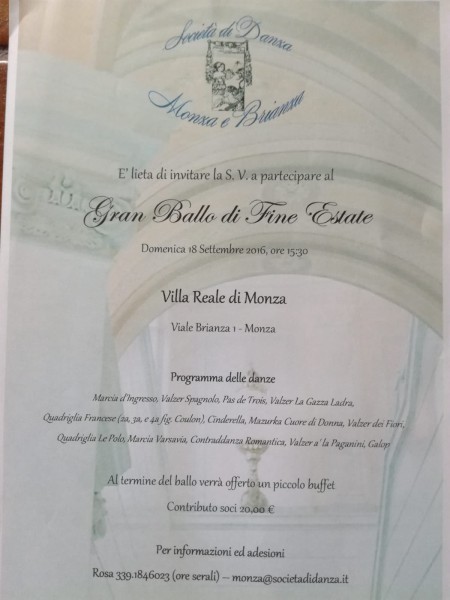 Società di Danza
Monza e Brianza
E' lieta di invitare la S. V. a partecipare al
Gran Ballo di Fine Estate
Domenica 18 Settembre 2016, ore 15:30
Villa Reale di Monza
Viale Brianza 1 - Monza
Programma delle danze
Marcia d'Ingresso, Valzer Spagnolo, Pas de Trois, Valzer La Gazza Ladra,
Quadriglia Francese (2a, 3a, e 4a fig. Coulon), Cinderella, Mazurka Cuore di Donna, Valzer dei Fiori,
Quadriglia Le Polo, Marcia Varsavia, Contraddanza Romantica, Valzer a' la Paganini, Galop
Al termine del ballo verrà offerto un piccolo buffet
Contributo soci 20,00 €
Per informazioni ed adesioni
Rosa 339.1846023 (ore serali) – monza@societadidanza.it